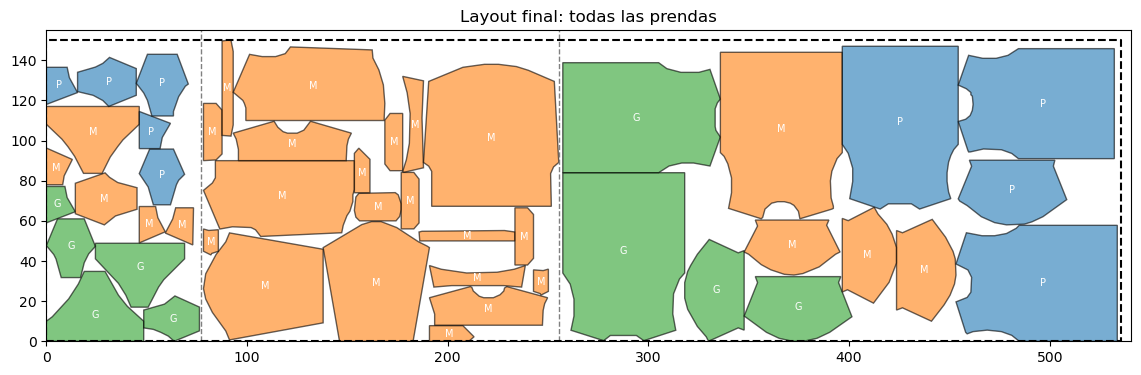 Layout final: todas las prendas
140
120
100
80
60
40
20
0
P P P M M M M M G P
P M M M M M P
M P M M M P
G M M M M M P
G M M M M G M M
G M M M M G M P
G G M M G
0 100 200 300 400 500